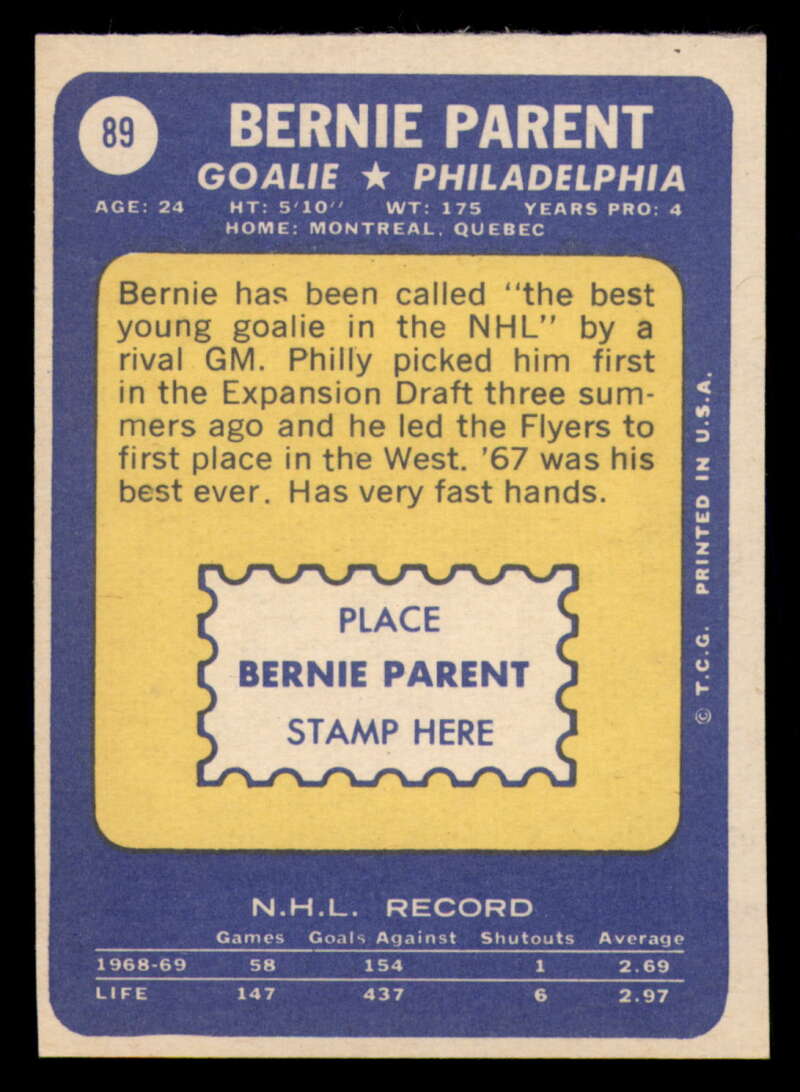 89
BERNIE PARENT
GOALIE ★ PHILADELPHIA
AGE: 24 HT: 5'10" WT: 175 YEARS PRO: 4
HOME: MONTREAL, QUEBEC
Bernie has been called "the best
young goalie in the NHL" by a
rival GM. Philly picked him first
in the Expansion Draft three sum-
mers ago and he led the Flyers to
first place in the West. '67 was his
best ever. Has very fast hands.
PLACE
BERNIE PARENT
STAMP HERE
© T.C.G. PRINTED IN U.S.A.
N.H.L. RECORD
Games Goals Against Shutouts Average
1968-69 58 154 1 2.69
LIFE 147 437 6 2.97